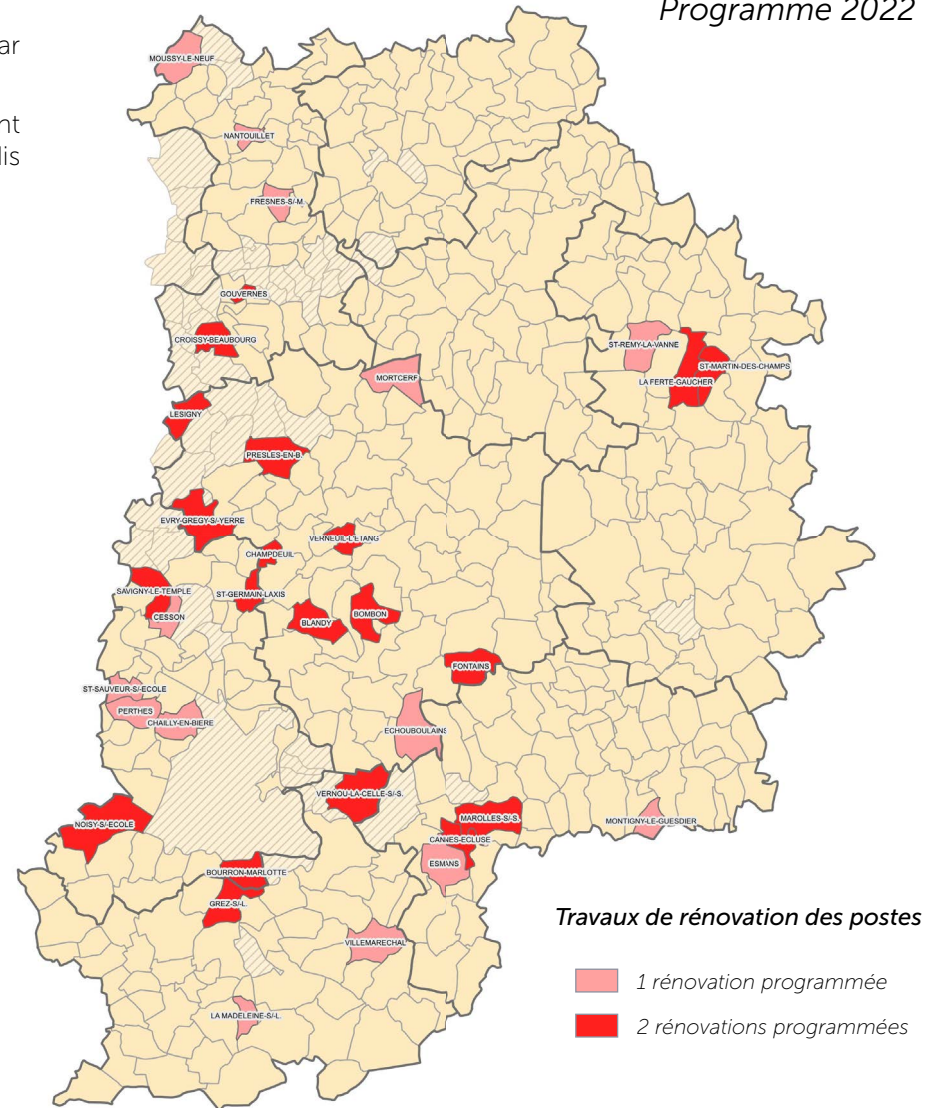 Programme 2022
ar
nt
lis
MOUSSY-LE-NEUF
NANTOUILLET
FRESNES-S/-M.
GOUVERNES
CROISSY-BEAUBOURG
ST-REMY-LA-VANNE
ST-MARTIN-DES-CHAMPS
MORTCERF
LA FERTE-GAUCHER
LESIGNY
PRESLES-EN-B.
EVRY-GREGY-S/-YERRE
VERNEUIL-L'ETANG
CHAMPDEUIL
SAVIGNY-LE-TEMPLE
ST-GERMAIN-LAXIS
CESSON
BLANDY
BOMBON
FONTAINS
ST-SAUVEUR-S/-ECOLE
PERTHES
CHAILLY-EN-BIERE
ECHOUBOULAINS
VERNOU-LA-CELLE-S/-S.
MAROLLES-S/-S.
MONTIGNY-LE-GUESDIER
NOISY-S/-ECOLE
CANNES-ECLUSE
ESMANS
BOURRON-MARLOTTE
GREZ-S/-L.
VILLEMARECHAL
LA MADELEINE-S/-L.
Travaux de rénovation des postes
1 rénovation programmée
2 rénovations programmées